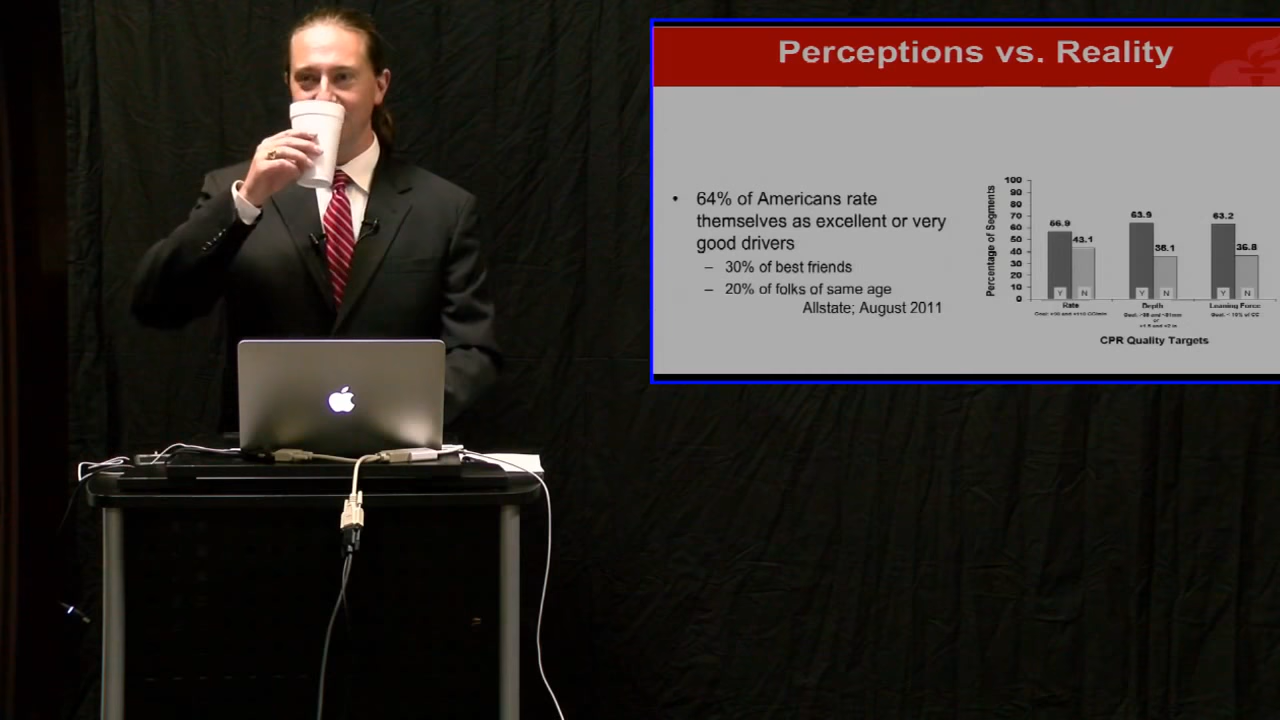 Perceptions vs. Reality
• 64% of Americans rate
themselves as excellent or very
good drivers
– 30% of best friends
– 20% of folks of same age
Allstate; August 2011
Percentage of Segments
100
90
80
70
60
50
40
30
20
10
0
56.9
43.1
63.9
36.1
63.2
36.8
Y N Y N Y N
Rate Depth Leaning Force
CPR Quality Targets